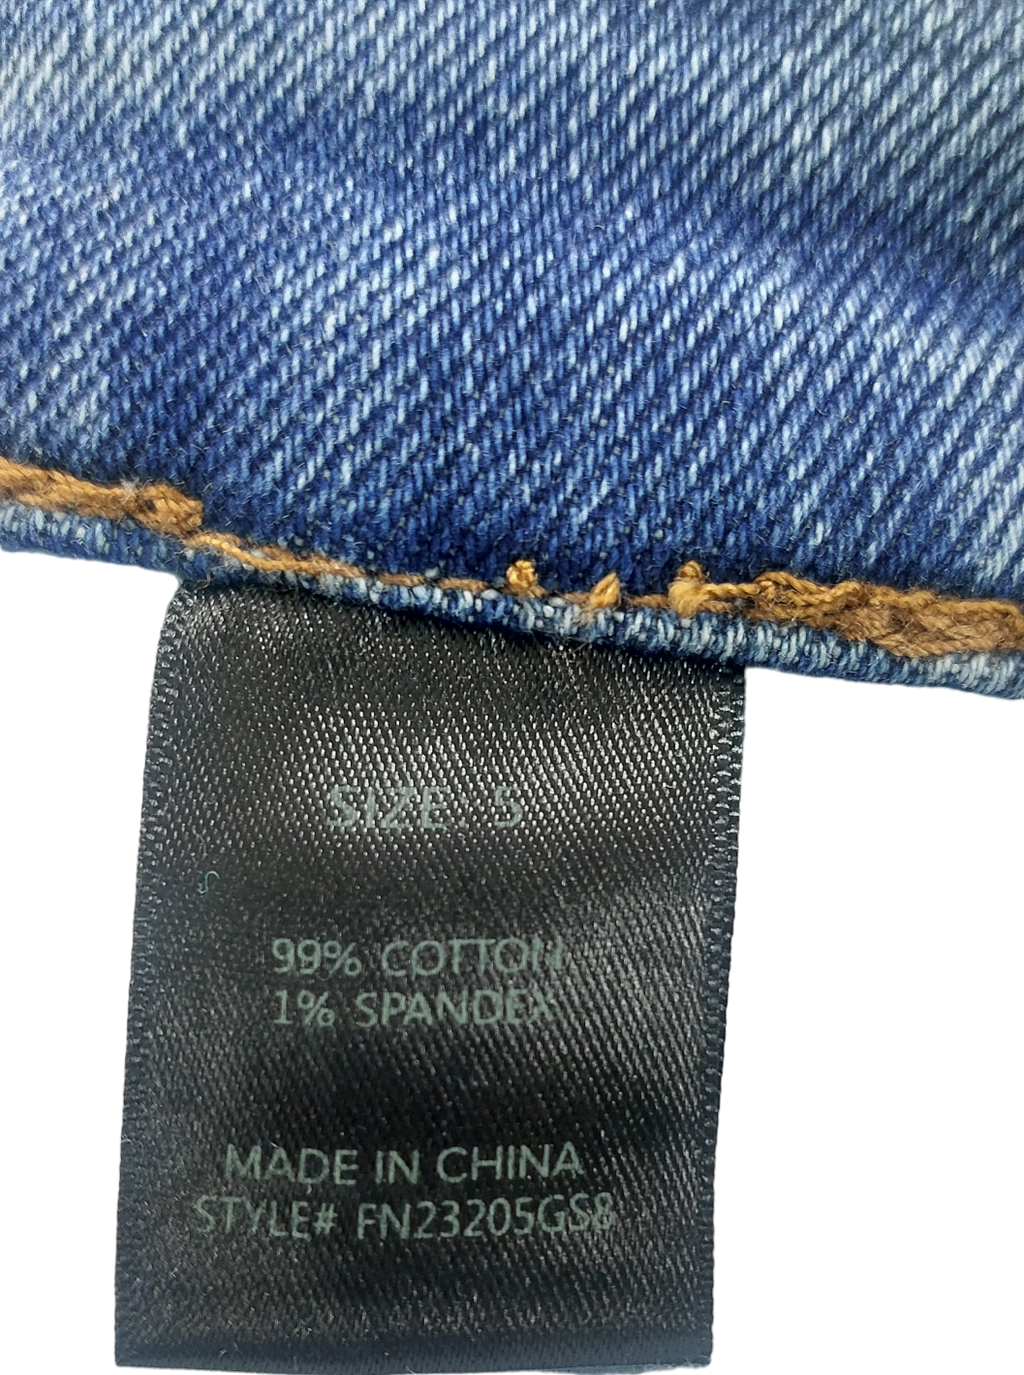 SIZE 5
99% COTTON
1% SPANDEX
MADE IN CHINA
STYLE# FN23205GS8